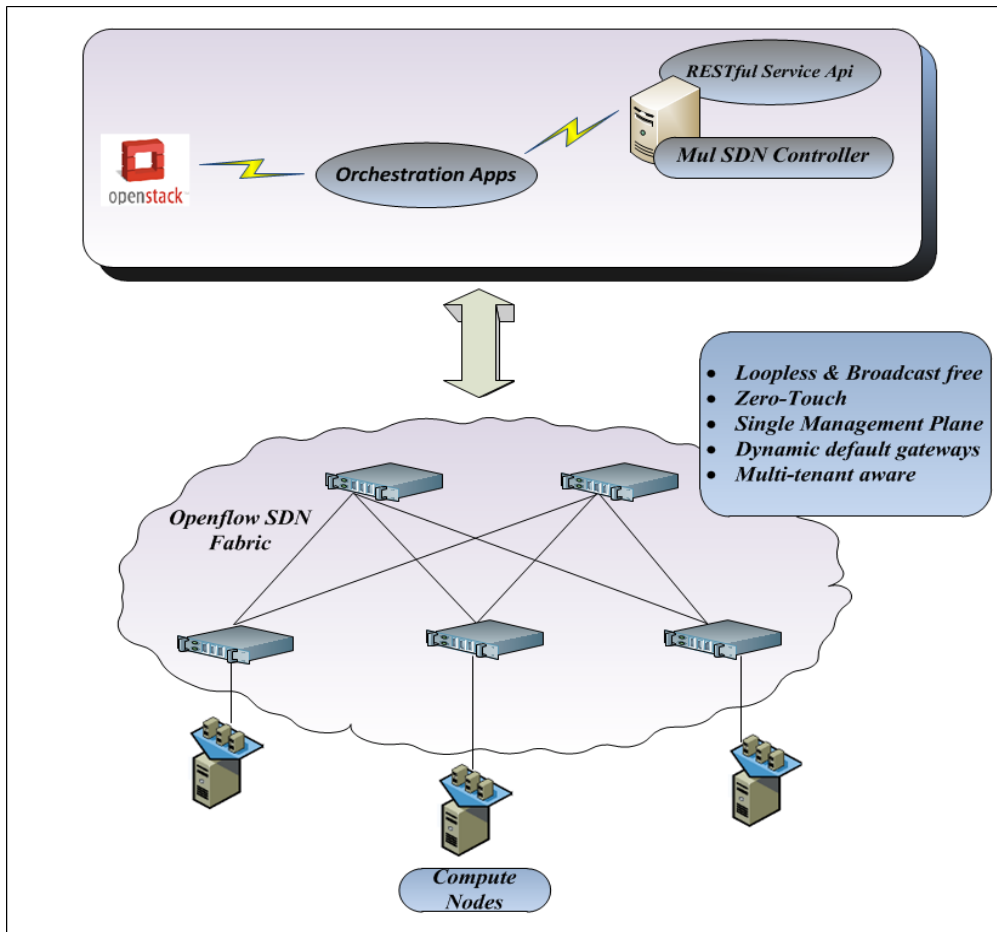 RESTful Service Api
Mul SDN Controller
Orchestration Apps
openstack
• Loopless & Broadcast free
• Zero-Touch
• Single Management Plane
• Dynamic default gateways
• Multi-tenant aware
Openflow SDN
Fabric
Compute
Nodes